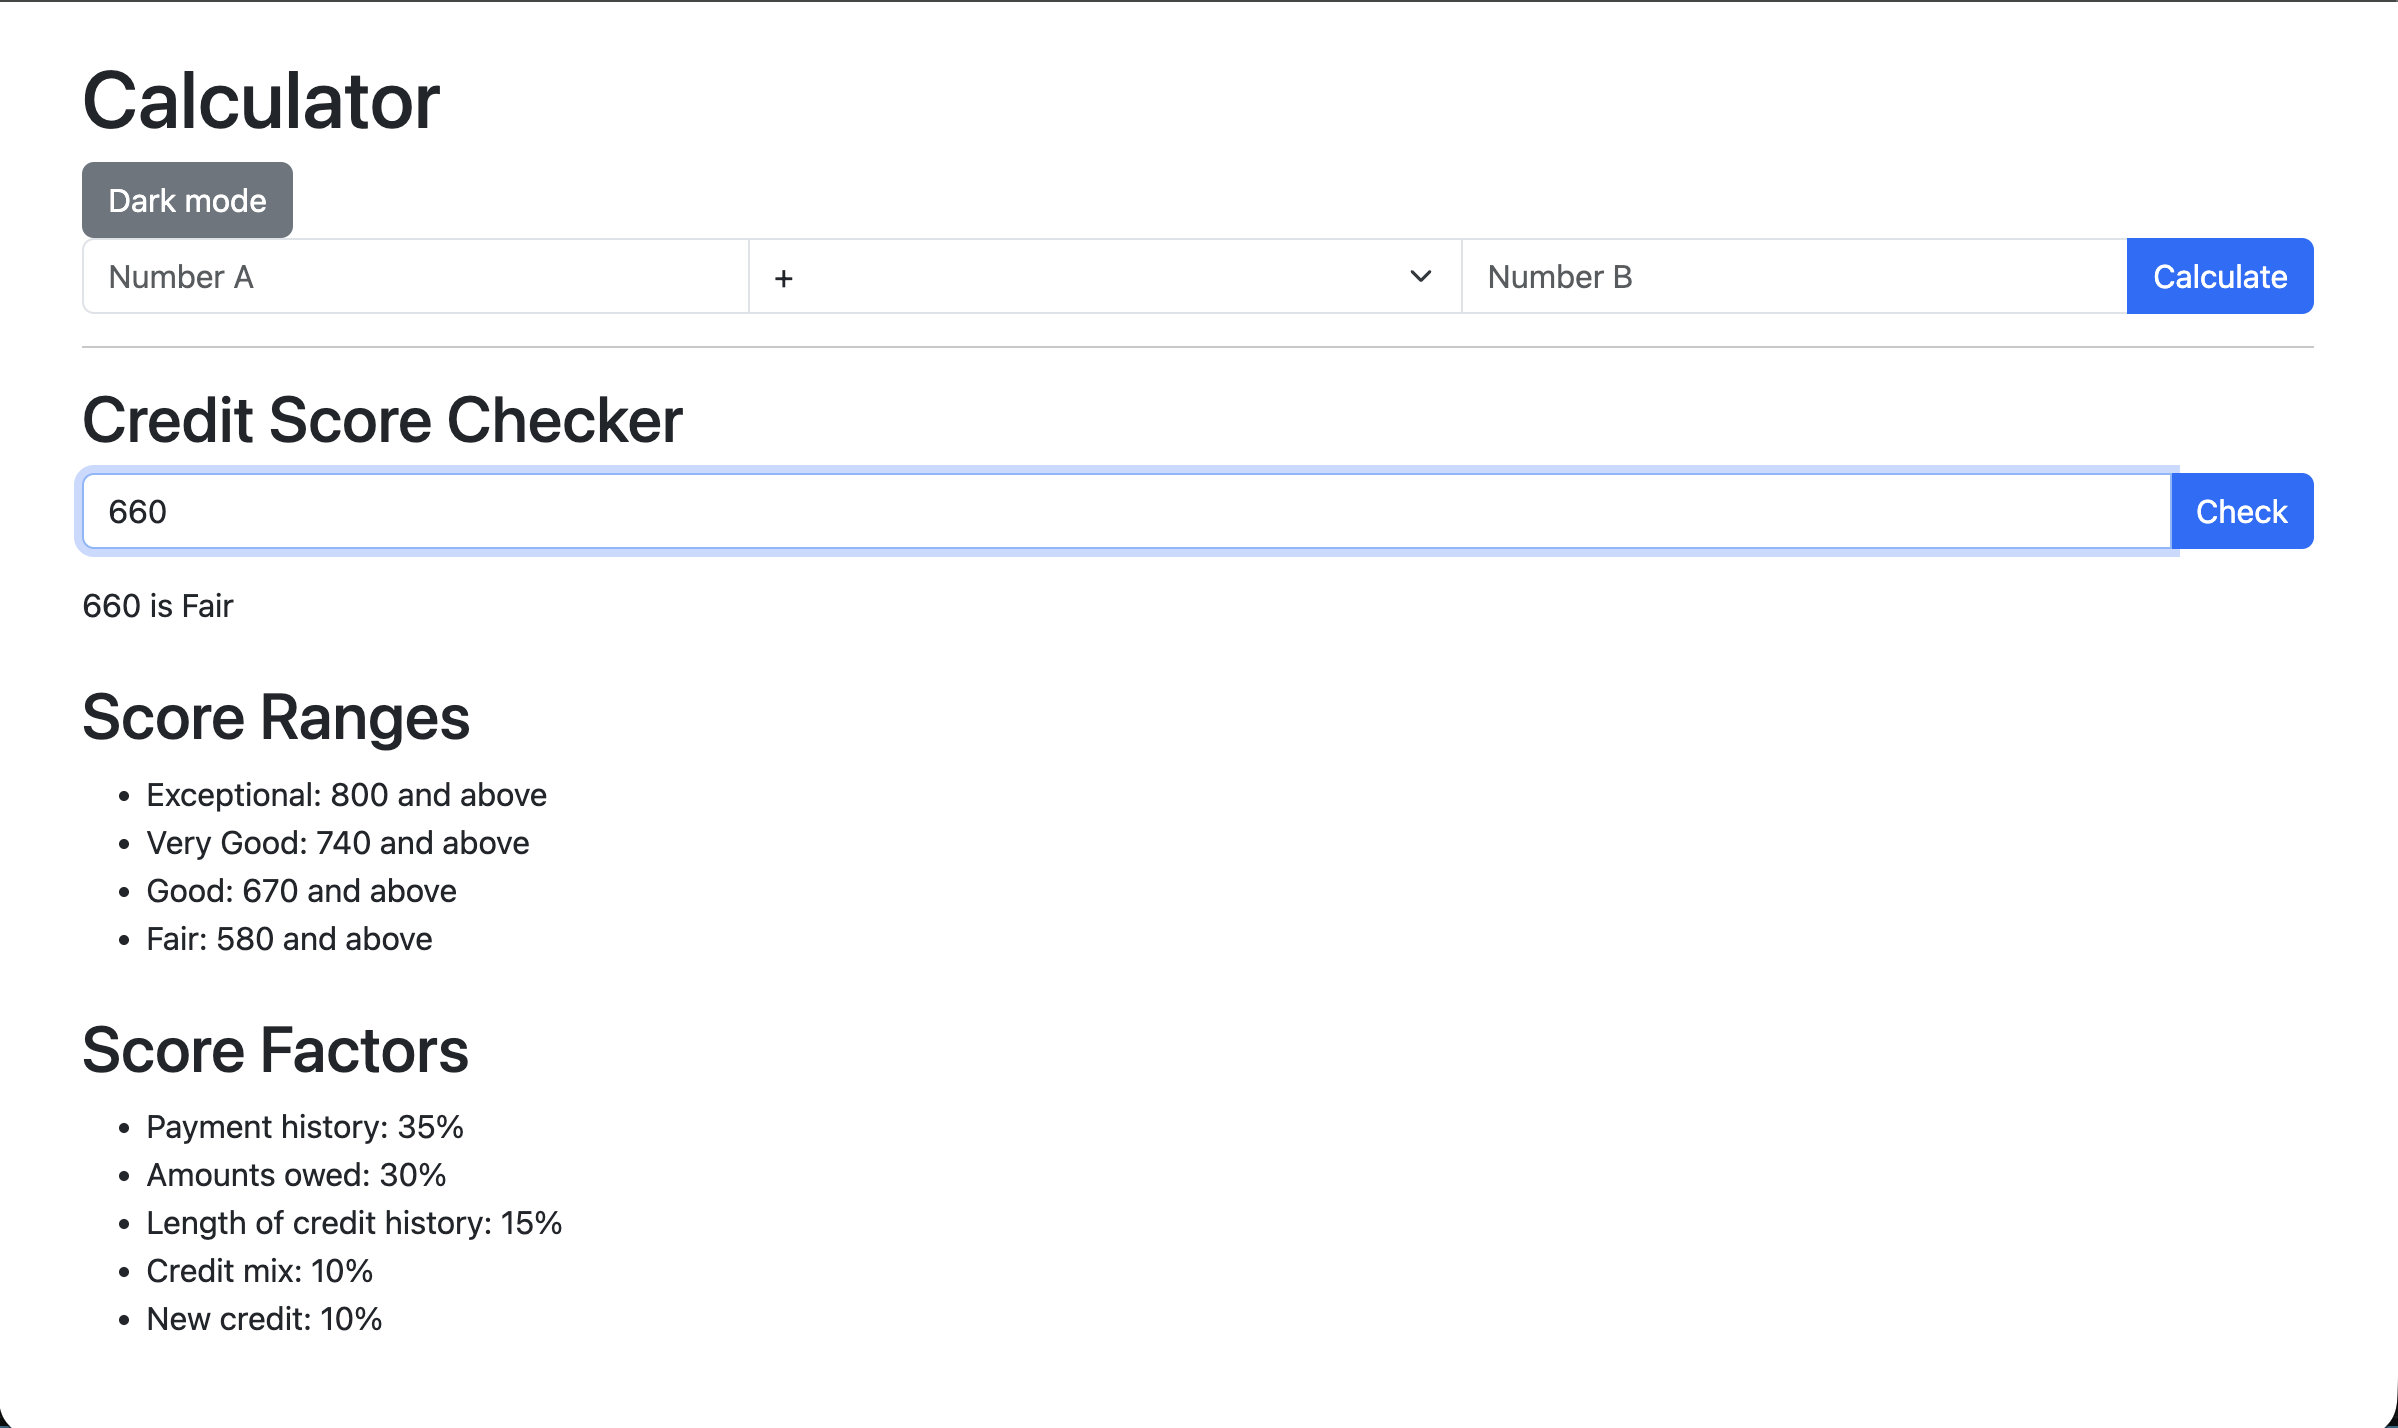 Calculator
Dark mode
Number A + Number B Calculate
Credit Score Checker
660 Check
660 is Fair
Score Ranges
Exceptional: 800 and above
Very Good: 740 and above
Good: 670 and above
Fair: 580 and above
Score Factors
Payment history: 35%
Amounts owed: 30%
Length of credit history: 15%
Credit mix: 10%
New credit: 10%